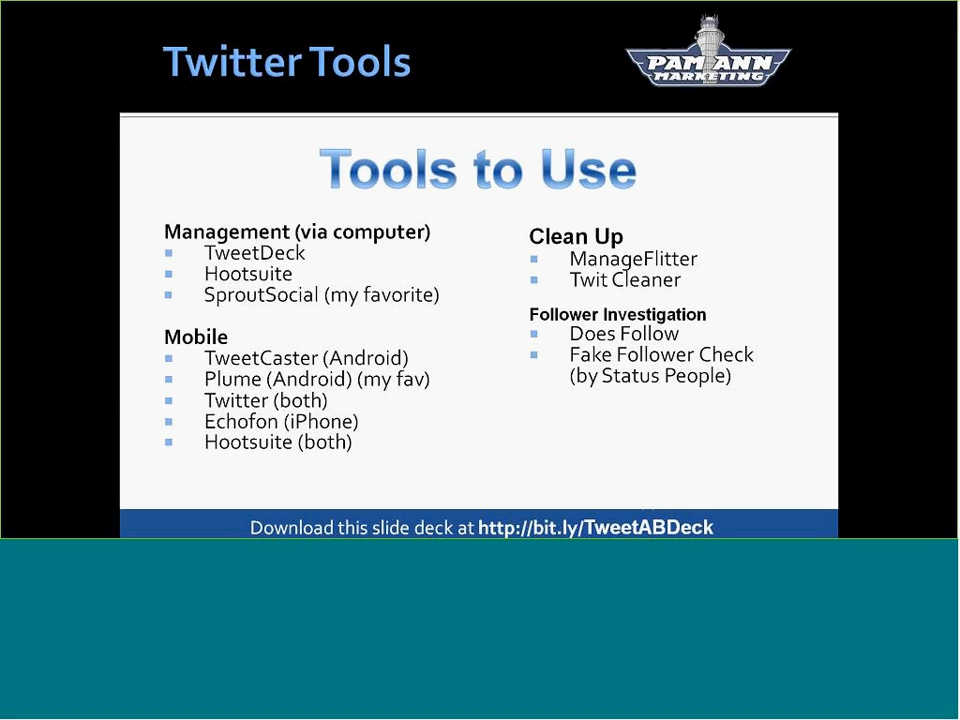 Twitter Tools
PAM ANN
MARKETING
Tools to Use
Management (via computer)
TweetDeck
Hootsuite
SproutSocial (my favorite)
Mobile
TweetCaster (Android)
Plume (Android) (my fav)
Twitter (both)
Echofon (iPhone)
Hootsuite (both)
Clean Up
ManageFlitter
Twit Cleaner
Follower Investigation
Does Follow
Fake Follower Check
(by Status People)
Download this slide deck at http://bit.ly/TweetABDeck